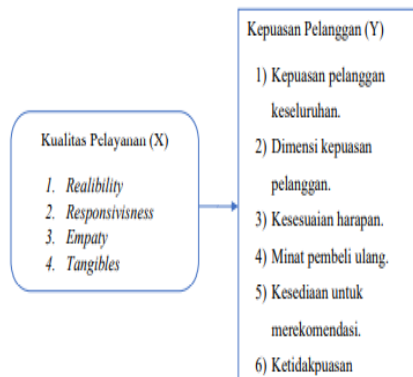 Kualitas Pelayanan (X)
1. Realibility
2. Responsivisness
3. Empaty
4. Tangibles
Kepuasan Pelanggan (Y)
1) Kepuasan pelanggan
keseluruhan.
2) Dimensi kepuasan
pelanggan.
3) Kesesuaian harapan.
4) Minat pembeli ulang.
5) Kesediaan untuk
merekomendasi.
6) Ketidakpuasan